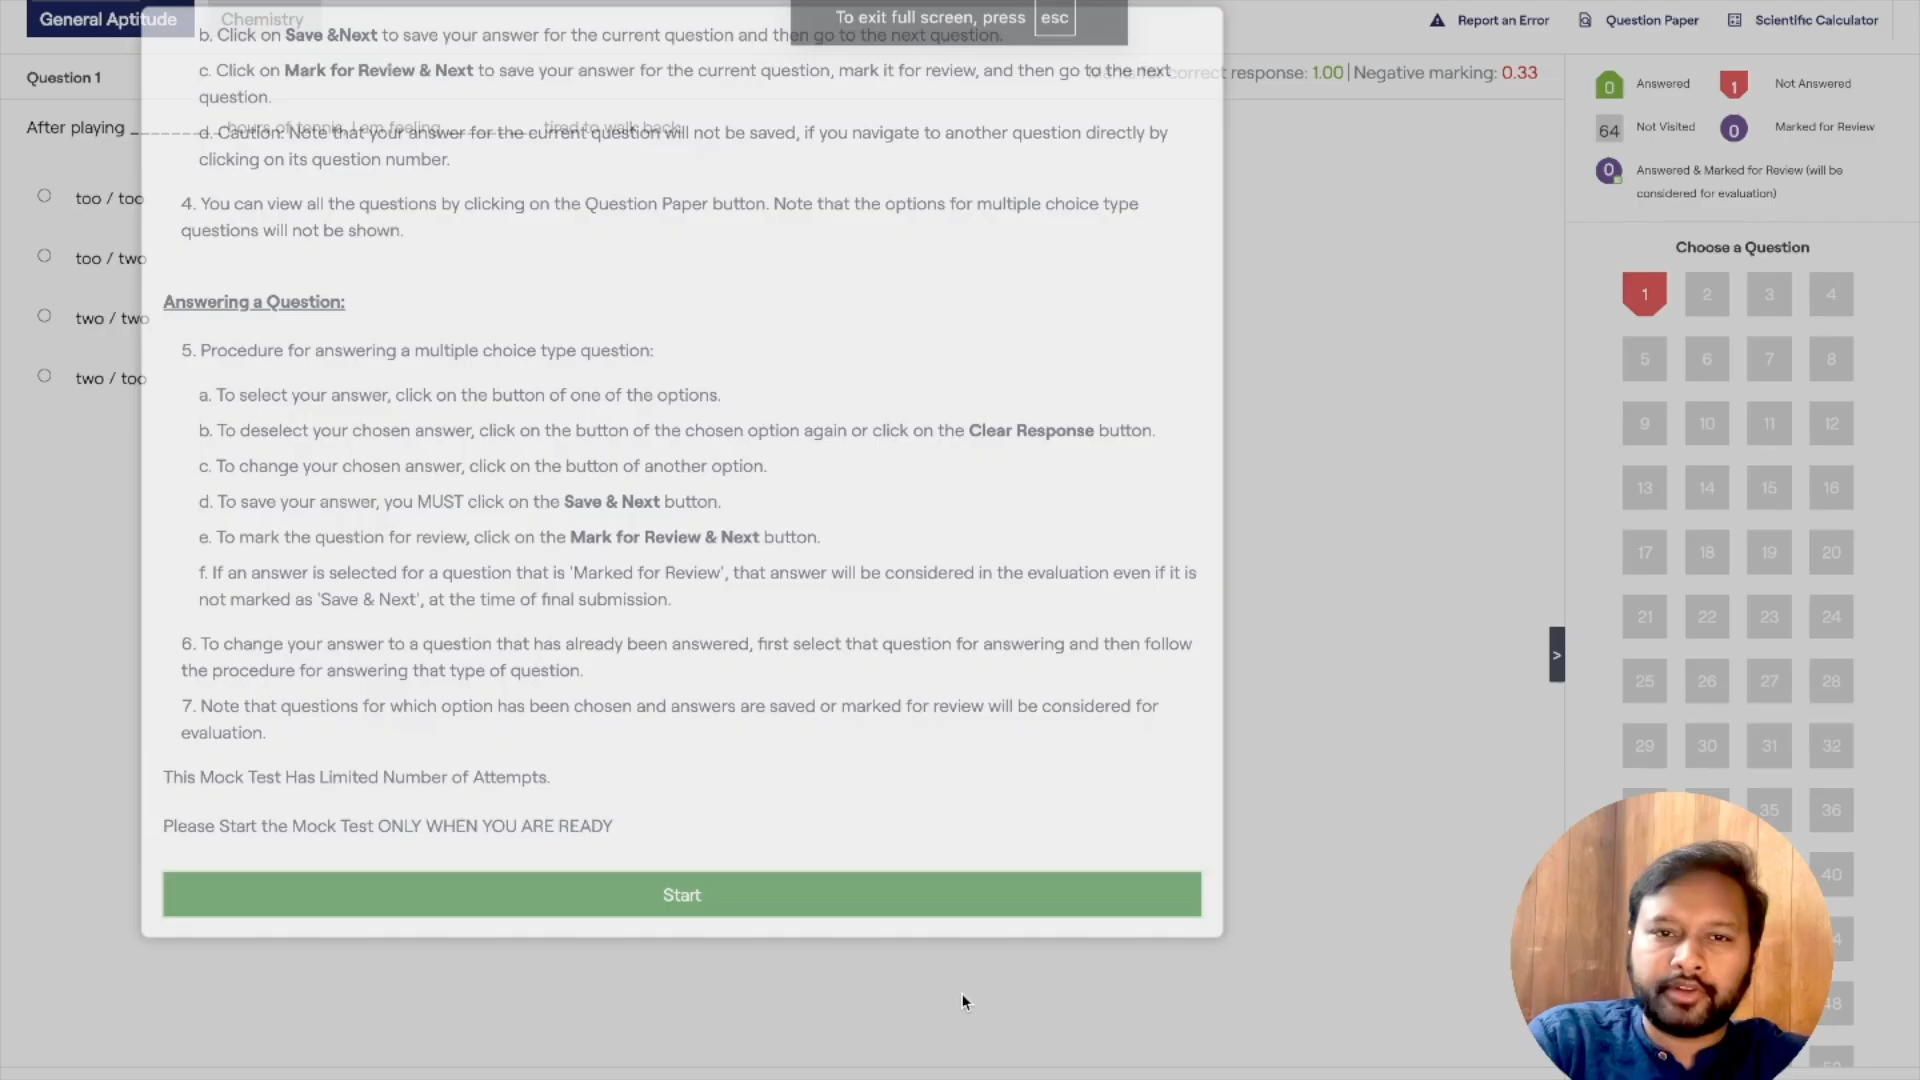 General Aptitude
Chemistry
To exit full screen, press esc
Report an Error
Question Paper
Scientific Calculator
Question 1
correct response: 1.00 | Negative marking: 0.33
After playing _________ hours of tennis, I am feeling _________ tired to walk back.
too / too
too / two
two / two
two / too
b. Click on Save &Next to save your answer for the current question and then go to the next question.
c. Click on Mark for Review & Next to save your answer for the current question, mark it for review, and then go to the next
question.
d. Caution: Note that your answer for the current question will not be saved, if you navigate to another question directly by
clicking on its question number.
4. You can view all the questions by clicking on the Question Paper button. Note that the options for multiple choice type
questions will not be shown.
Answering a Question:
5. Procedure for answering a multiple choice type question:
a. To select your answer, click on the button of one of the options.
b. To deselect your chosen answer, click on the button of the chosen option again or click on the Clear Response button.
c. To change your chosen answer, click on the button of another option.
d. To save your answer, you MUST click on the Save & Next button.
e. To mark the question for review, click on the Mark for Review & Next button.
f. If an answer is selected for a question that is 'Marked for Review', that answer will be considered in the evaluation even if it is
not marked as 'Save & Next', at the time of final submission.
6. To change your answer to a question that has already been answered, first select that question for answering and then follow
the procedure for answering that type of question.
7. Note that questions for which option has been chosen and answers are saved or marked for review will be considered for
evaluation.
This Mock Test Has Limited Number of Attempts.
Please Start the Mock Test ONLY WHEN YOU ARE READY
Start
0 Answered 1 Not Answered
64 Not Visited 0 Marked for Review
0 Answered & Marked for Review (will be
considered for evaluation)
Choose a Question
1 2 3 4
5 6 7 8
9 10 11 12
13 14 15 16
17 18 19 20
21 22 23 24
>
25 26 27 28
29 30 31 32
35 36
40
48